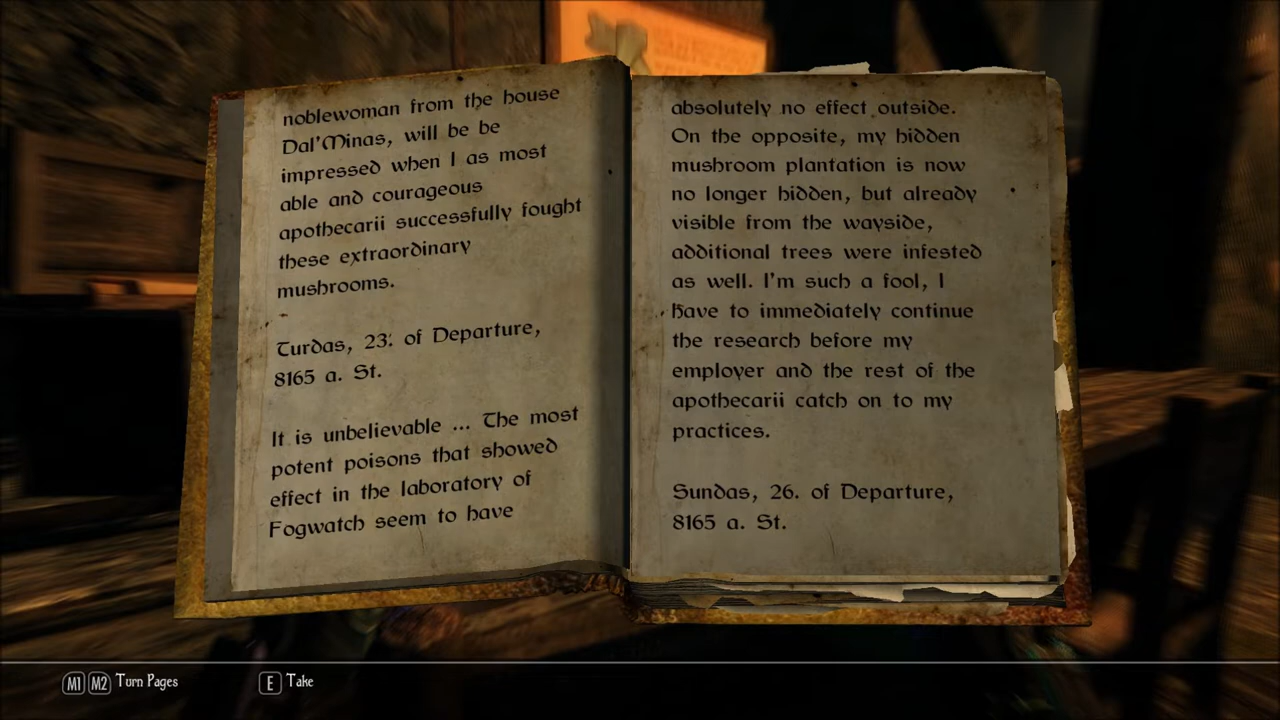 noblewoman from the house
Dal'Minas, will be be
impressed when I as most
able and courageous
apothecarii successfully fought
these extraordinary
mushrooms.
Turdas, 23. of Departure,
8165 a. St.
It is unbelievable ... The most
potent poisons that showed
effect in the laboratory of
Fogwatch seem to have
absolutely no effect outside.
On the opposite, my hidden
mushroom plantation is now
no longer hidden, but already
visible from the wayside,
additional trees were infested
as well. I'm such a fool, I
have to immediately continue
the research before my
employer and the rest of the
apothecarii catch on to my
practices.
Sundas, 26. of Departure,
8165 a. St.
M1 M2 Turn Pages
E Take